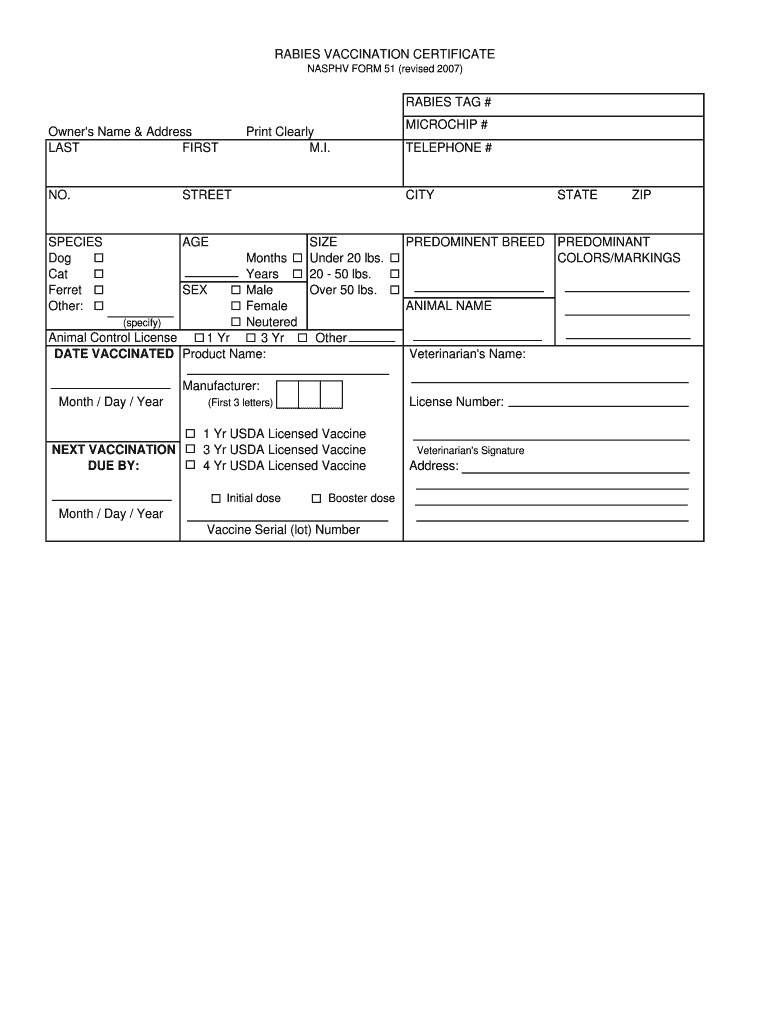 RABIES VACCINATION CERTIFICATE
NASPHV FORM 51 (revised 2007)
RABIES TAG #
MICROCHIP #
Owner's Name & Address Print Clearly
LAST FIRST M.I. TELEPHONE #
NO. STREET CITY STATE ZIP
SPECIES AGE SIZE PREDOMINENT BREED PREDOMINANT
Dog Months Under 20 lbs. COLORS/MARKINGS
Cat Years 20 - 50 lbs.
Ferret SEX Male Over 50 lbs.
Other: Female ANIMAL NAME
(specify) Neutered
Animal Control License 1 Yr 3 Yr Other
DATE VACCINATED Product Name: Veterinarian's Name:
Manufacturer:
Month / Day / Year (First 3 letters) License Number:
1 Yr USDA Licensed Vaccine
NEXT VACCINATION 3 Yr USDA Licensed Vaccine Veterinarian's Signature
DUE BY: 4 Yr USDA Licensed Vaccine Address:
Initial dose Booster dose
Month / Day / Year
Vaccine Serial (lot) Number